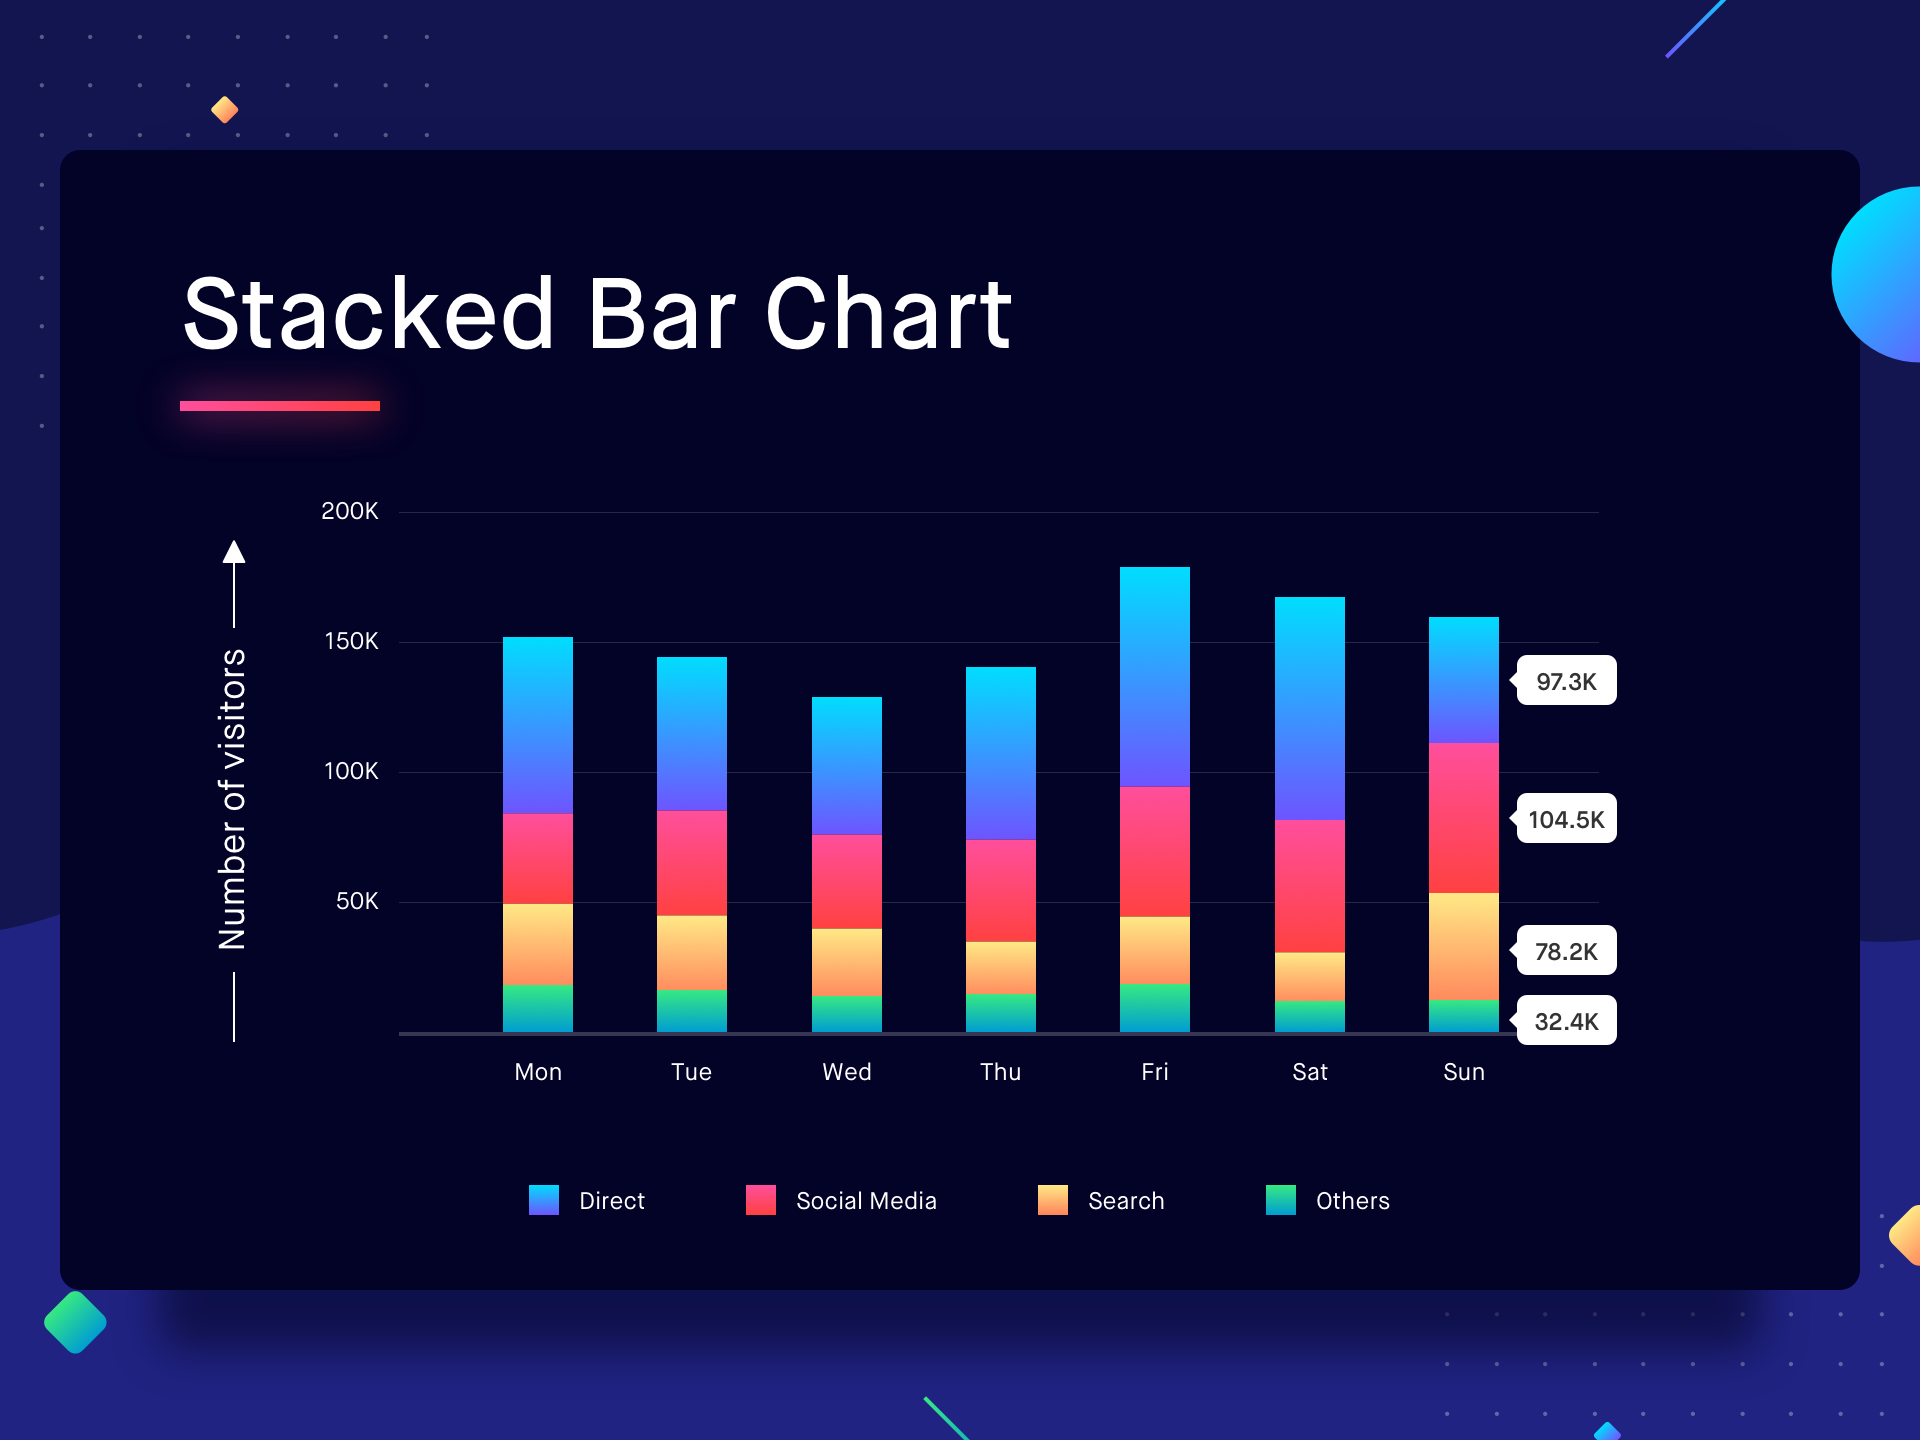 Stacked Bar Chart
Number of visitors
200K
150K
100K
50K
97.3K
104.5K
78.2K
32.4K
Mon Tue Wed Thu Fri Sat Sun
Direct Social Media Search Others